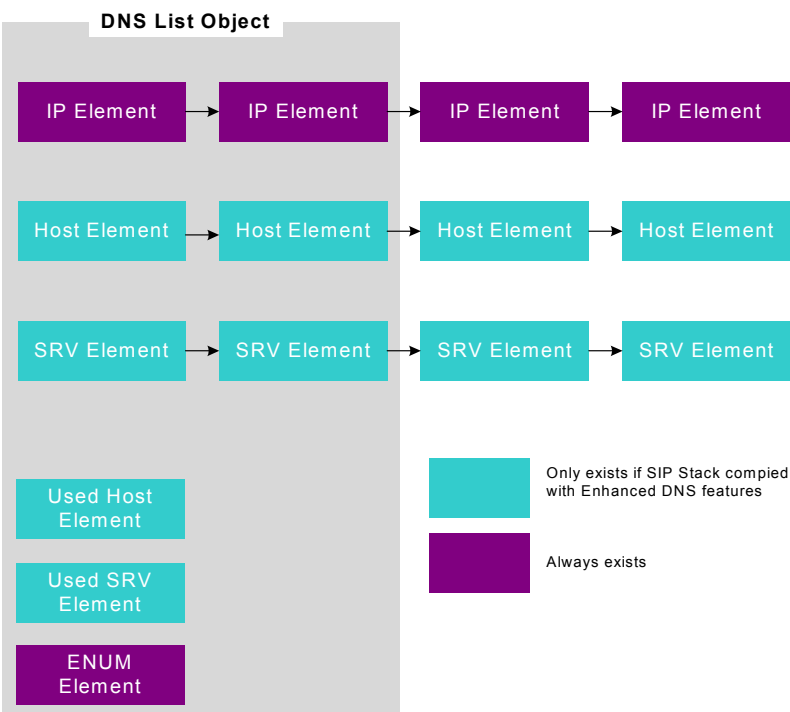 DNS List Object
IP Element IP Element IP Element IP Element
Host Element Host Element Host Element Host Element
SRV Element SRV Element SRV Element SRV Element
Used Host
Element
Used SRV
Element
ENUM
Element
Only exists if SIP Stack compied
with Enhanced DNS features
Always exists